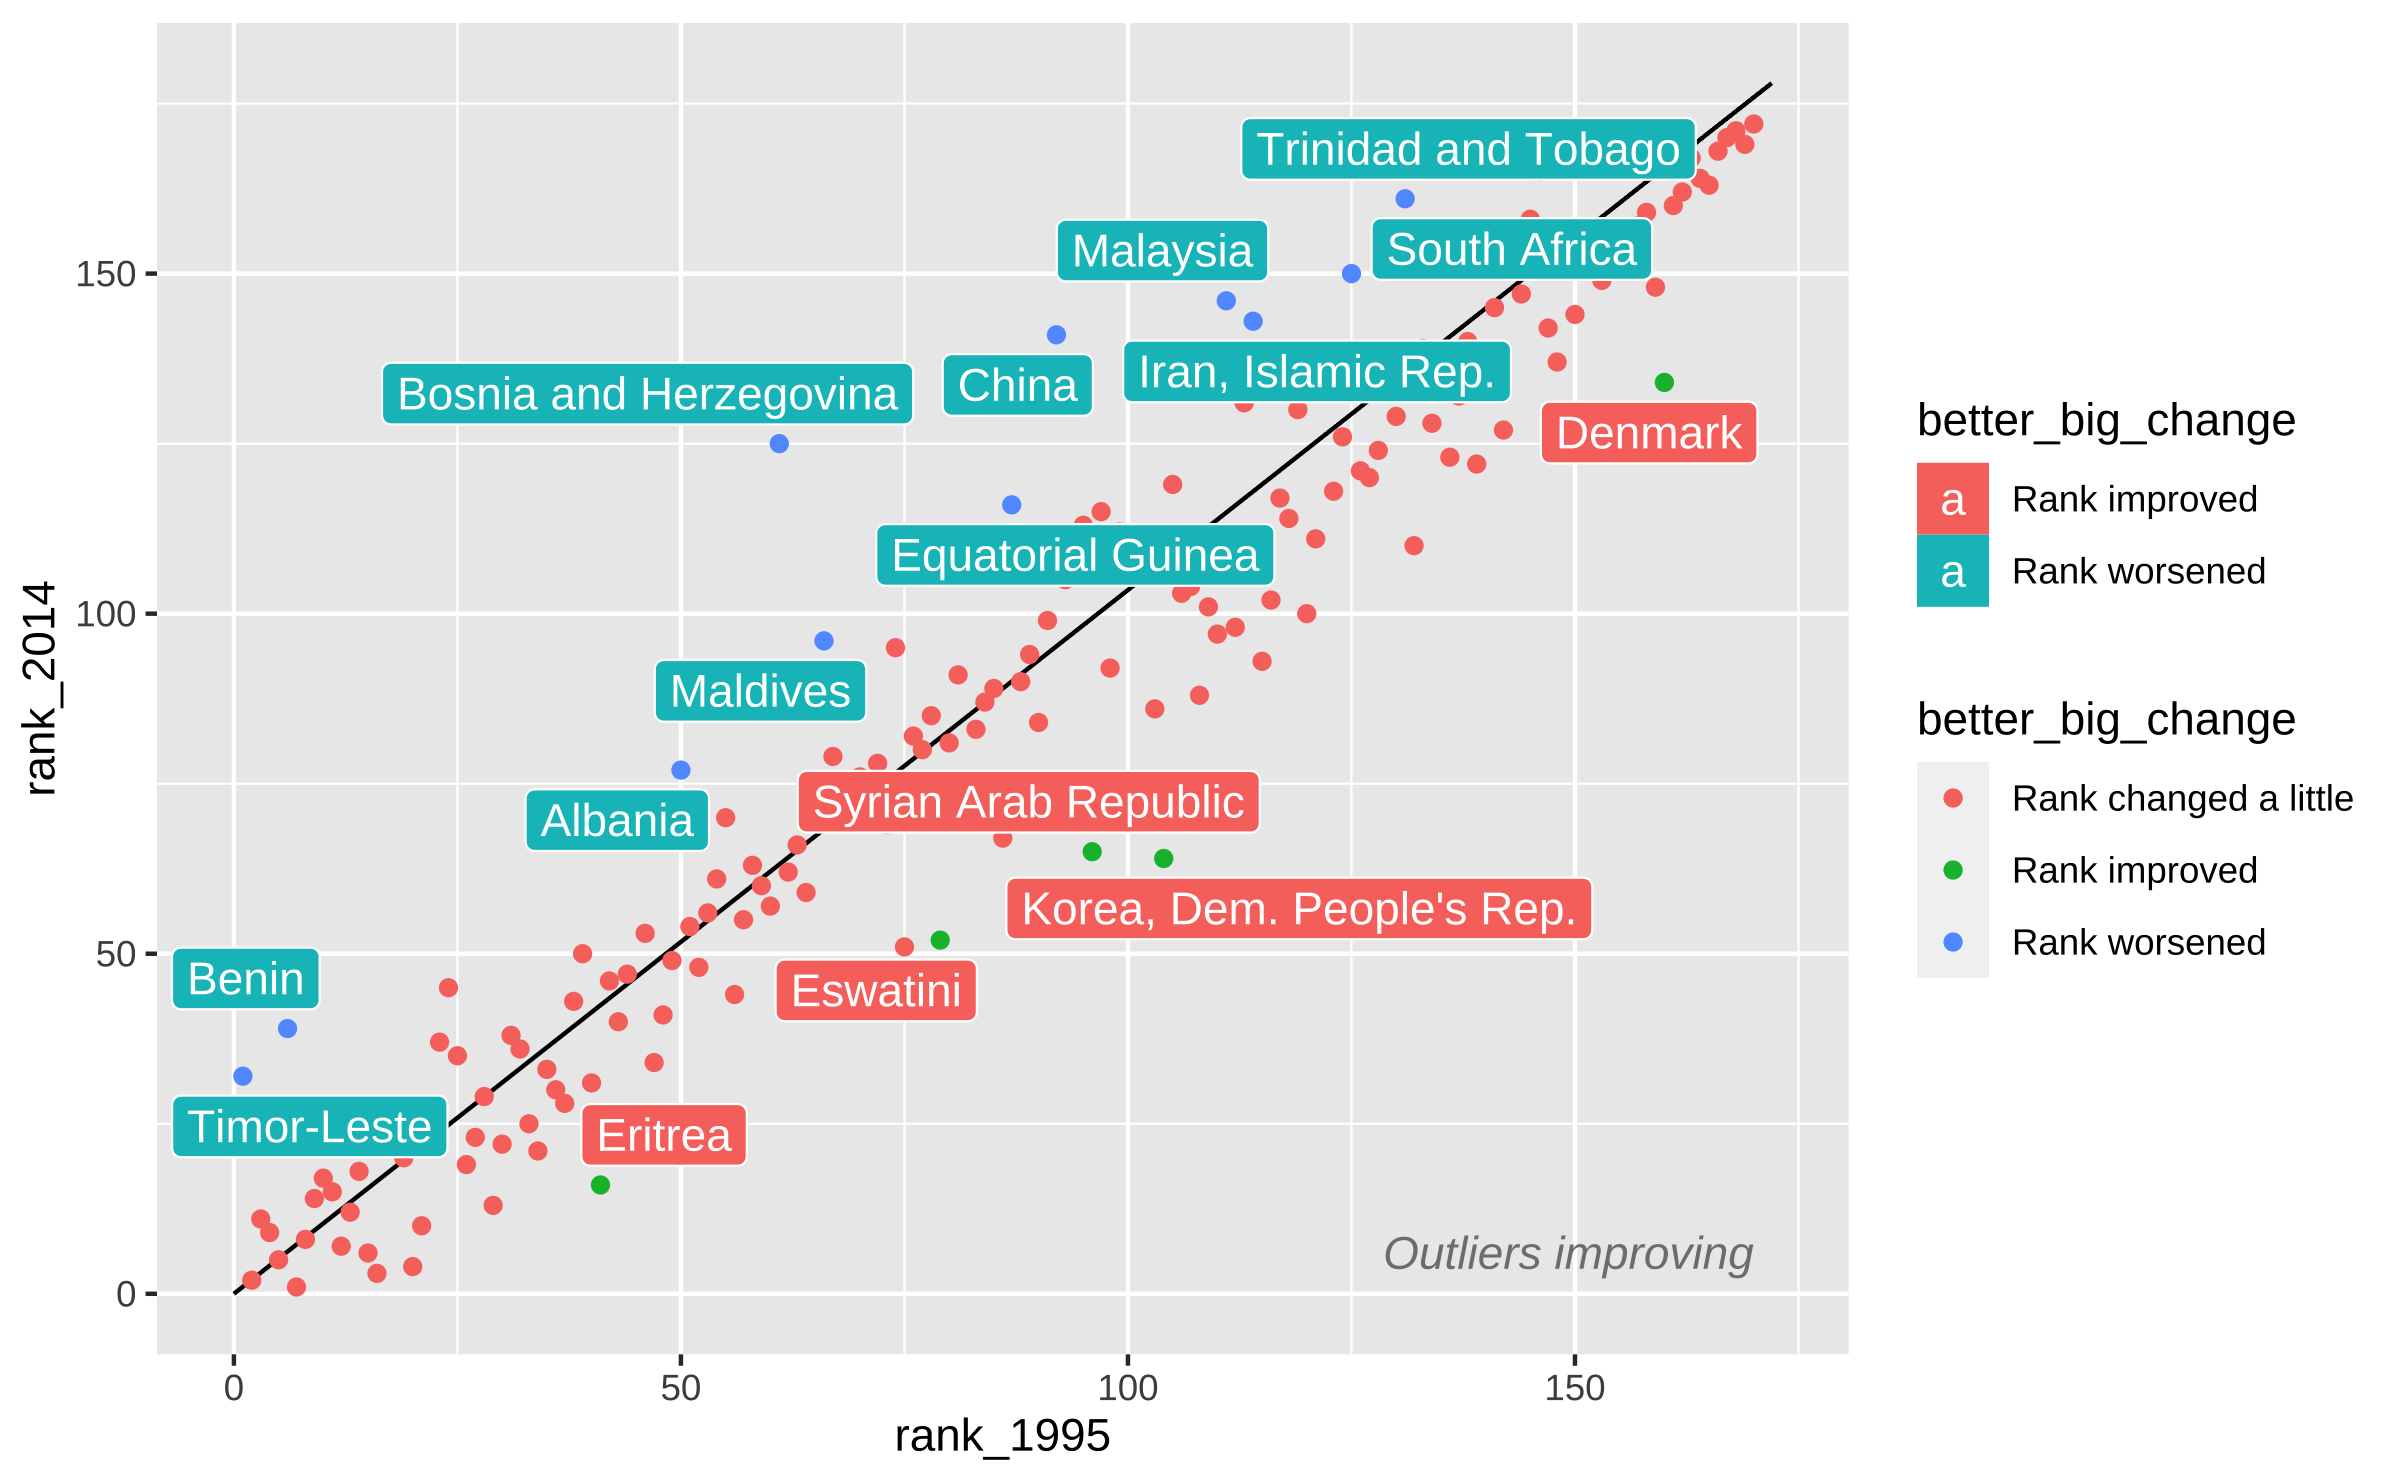 Trinidad and Tobago
Malaysia
South Africa
Bosnia and Herzegovina
China
Iran, Islamic Rep.
Denmark
Equatorial Guinea
Maldives
Albania
Syrian Arab Republic
Korea, Dem. People's Rep.
Benin
Eswatini
Timor-Leste
Eritrea
Outliers improving
150
100
50
0
0
50
100
150
rank_1995
rank_2014
better_big_change
a Rank improved
a Rank worsened
better_big_change
Rank changed a little
Rank improved
Rank worsened